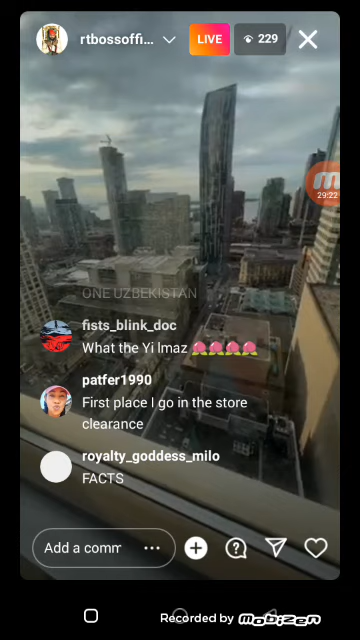 rtbossoffi...
LIVE
229
29:22
ONE UZBEKISTAN
fists_blink_doc
What the Yi lmaz
patfer1990
First place I go in the store
clearance
royalty_goddess_milo
FACTS
Add a comm
Recorded by mobizen